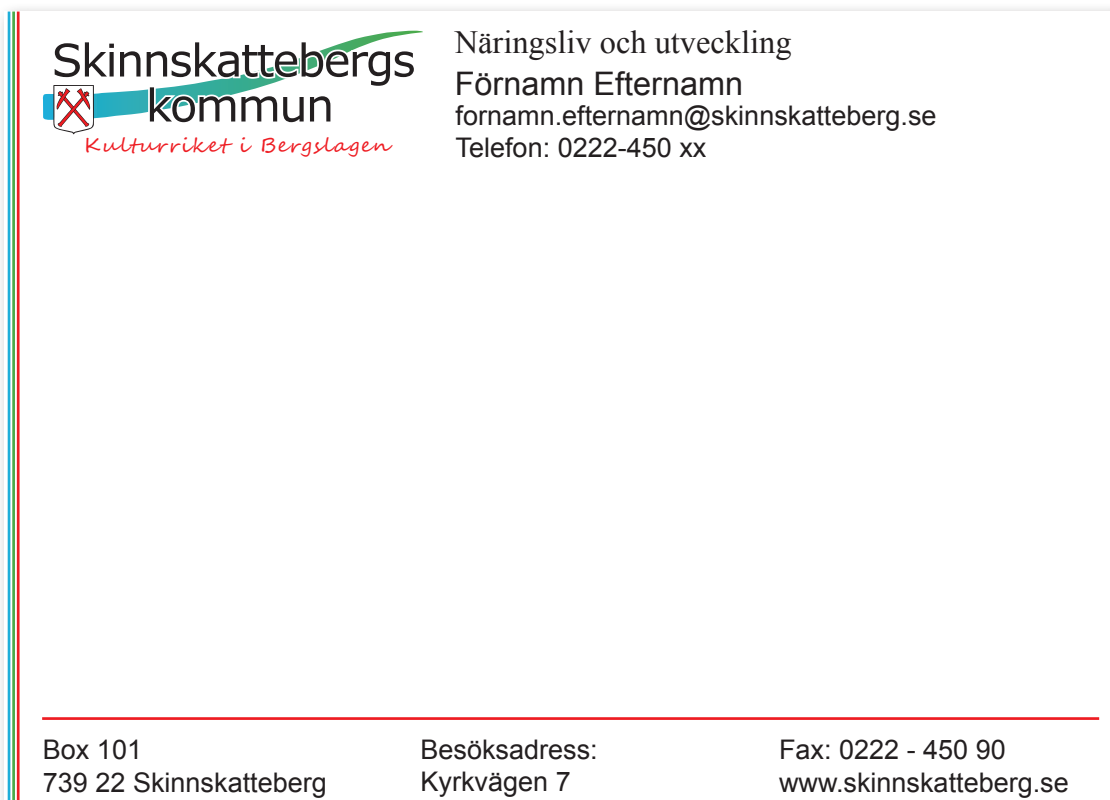 Skinnskattebergs
kommun
Kulturriket i Bergslagen
Näringsliv och utveckling
Förnamn Efternamn
fornamn.efternamn@skinnskatteberg.se
Telefon: 0222-450 xx
Box 101
739 22 Skinnskatteberg
Besöksadress:
Kyrkvägen 7
Fax: 0222 - 450 90
www.skinnskatteberg.se